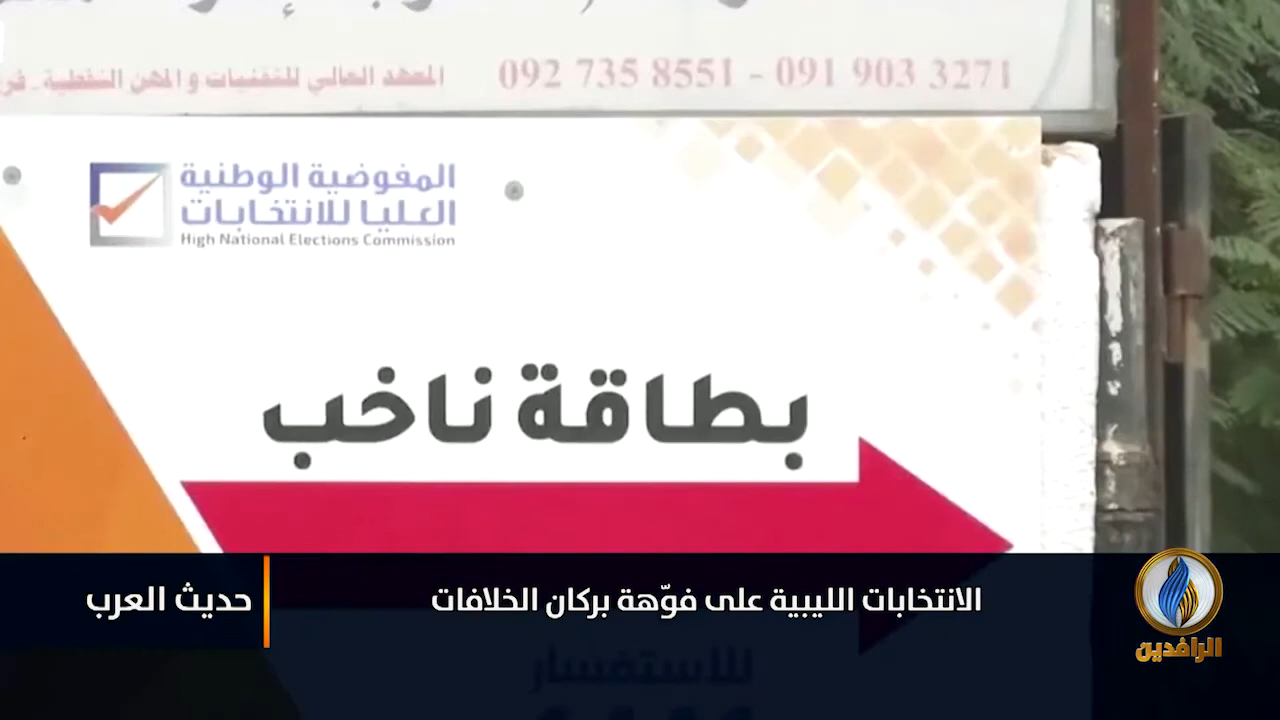 المعهد العالي للتقنيات والمهن النفطية - 092 735 8551 - 091 903 3271
المفوضية الوطنية
العليا للانتخابات
High National Elections Commission
بطاقة ناخب
الانتخابات الليبية على فوّهة بركان الخلافات
حديث العرب
الرافدين
للاستفسار